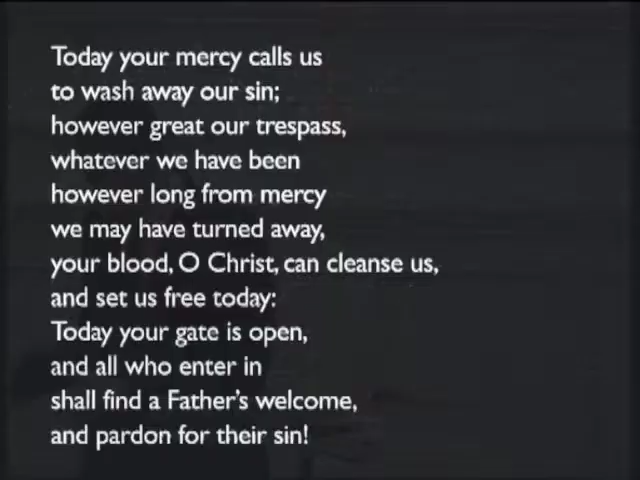 Today your mercy calls us
to wash away our sin;
however great our trespass,
whatever we have been
however long from mercy
we may have turned away,
your blood, O Christ, can cleanse us,
and set us free today:
Today your gate is open,
and all who enter in
shall find a Father's welcome,
and pardon for their sin!